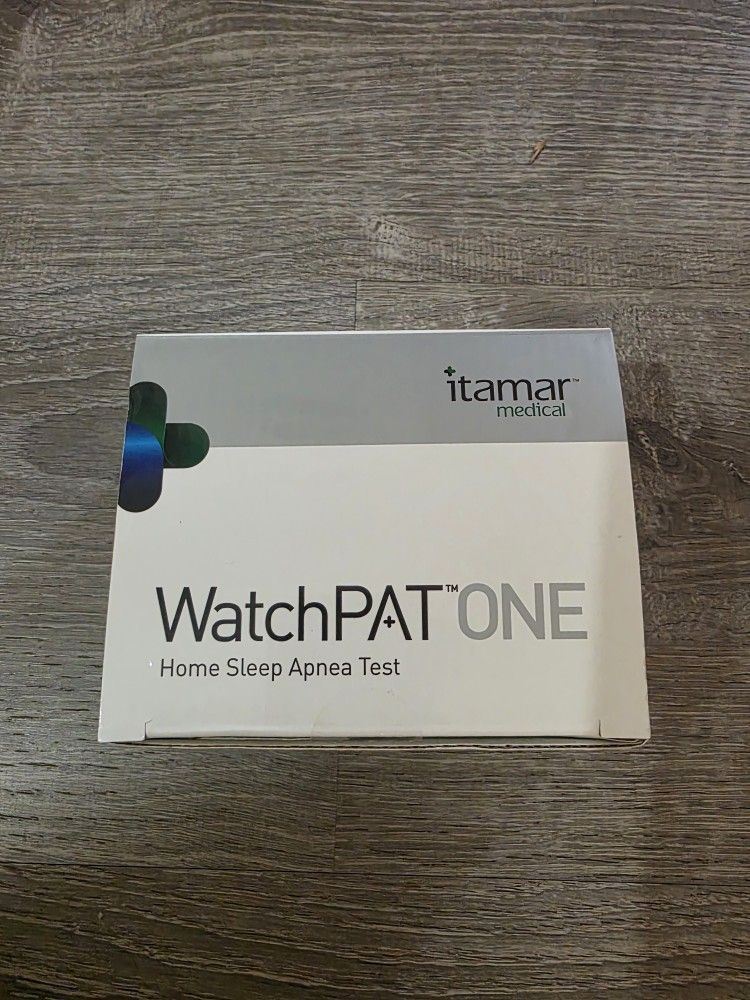 itamar™
medical
WatchPAT™ONE
Home Sleep Apnea Test